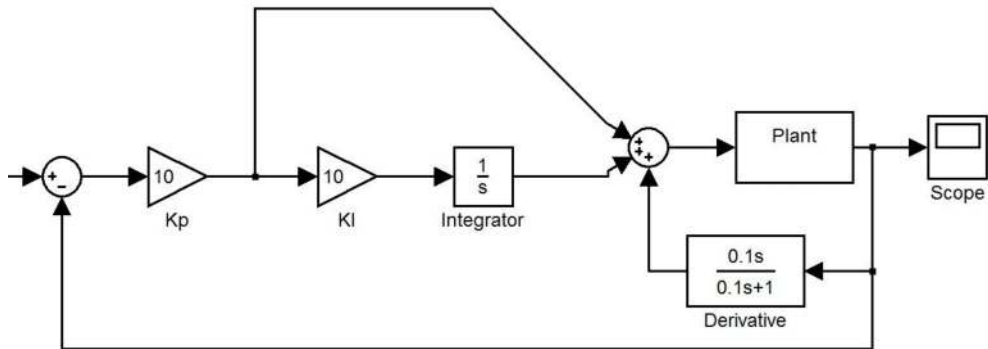 +
−
10
Kp
10
KI
1
s
Integrator
+
+
+
Plant
Scope
0.1s
0.1s+1
Derivative